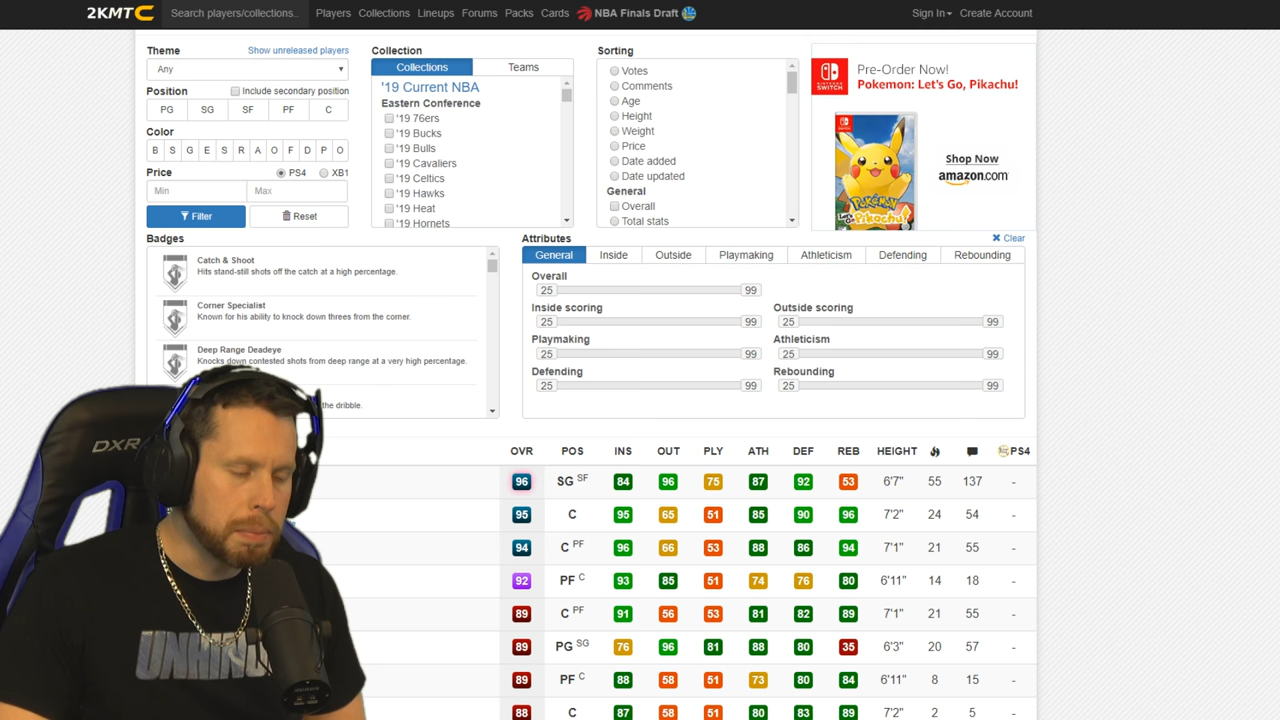 2KMTC Search players/collections.. Players Collections Lineups Forums Packs Cards NBA Finals Draft Sign In Create Account
Theme Show unreleased players
Any
Position Include secondary position
PG SG SF PF C
Color
B S G E S R A O F D P O
Price PS4 XB1
Min Max
Filter Reset
Collection
Collections Teams
'19 Current NBA
Eastern Conference
'19 76ers
'19 Bucks
'19 Bulls
'19 Cavaliers
'19 Celtics
'19 Hawks
'19 Heat
'19 Hornets
Sorting
Votes
Comments
Age
Height
Weight
Price
Date added
Date updated
General
Overall
Total stats
NINTENDO
SWITCH
Pre-Order Now!
Pokemon: Let's Go, Pikachu!
Shop Now
amazon.com
Badges
Catch & Shoot
Hits stand-still shots off the catch at a high percentage.
Corner Specialist
Known for his ability to knock down threes from the corner.
Deep Range Deadeye
Knocks down contested shots from deep range at a very high percentage.
the dribble.
Attributes Clear
General Inside Outside Playmaking Athleticism Defending Rebounding
Overall
25 99
Inside scoring Outside scoring
25 99 25 99
Playmaking Athleticism
25 99 25 99
Defending Rebounding
25 99 25 99
OVR POS INS OUT PLY ATH DEF REB HEIGHT PS4
96 SG SF 84 96 75 87 92 53 6'7" 55 137 -
95 C 95 65 51 85 90 96 7'2" 24 54 -
94 C PF 96 66 53 88 86 94 7'1" 21 55 -
92 PF C 93 85 51 74 76 80 6'11" 14 18 -
89 C PF 91 56 53 81 82 89 7'1" 21 55 -
89 PG SG 76 96 81 88 80 35 6'3" 20 57 -
89 PF C 88 58 51 73 80 84 6'11" 8 15 -
88 C 87 58 51 80 83 89 7'2" 2 5 -
DXR